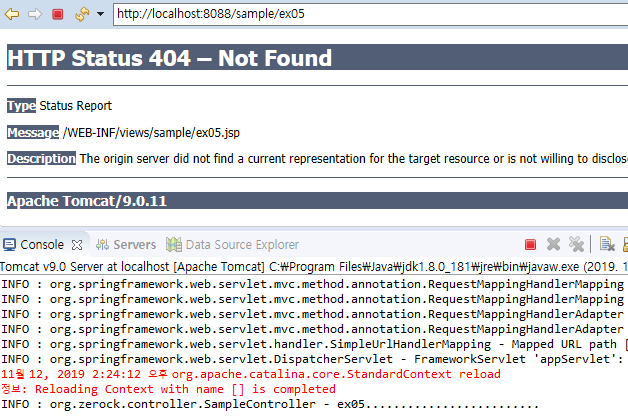 http://localhost:8088/sample/ex05
HTTP Status 404 – Not Found
Type Status Report
Message /WEB-INF/views/sample/ex05.jsp
Description The origin server did not find a current representation for the target resource or is not willing to disclos
Apache Tomcat/9.0.11
Console Servers Data Source Explorer
Tomcat v9.0 Server at localhost [Apache Tomcat] C:₩Program Files₩Java₩jdk1.8.0_181₩jre₩bin₩javaw.exe (2019. 1
INFO : org.springframework.web.servlet.mvc.method.annotation.RequestMappingHandlerMapping
INFO : org.springframework.web.servlet.mvc.method.annotation.RequestMappingHandlerMapping
INFO : org.springframework.web.servlet.mvc.method.annotation.RequestMappingHandlerAdapter
INFO : org.springframework.web.servlet.mvc.method.annotation.RequestMappingHandlerAdapter
INFO : org.springframework.web.servlet.handler.SimpleUrlHandlerMapping - Mapped URL path [
INFO : org.springframework.web.servlet.DispatcherServlet - FrameworkServlet 'appServlet':
11월 12, 2019 2:24:12 오후 org.apache.catalina.core.StandardContext reload
정보: Reloading Context with name [] is completed
INFO : org.zerock.controller.SampleController - ex05..........................